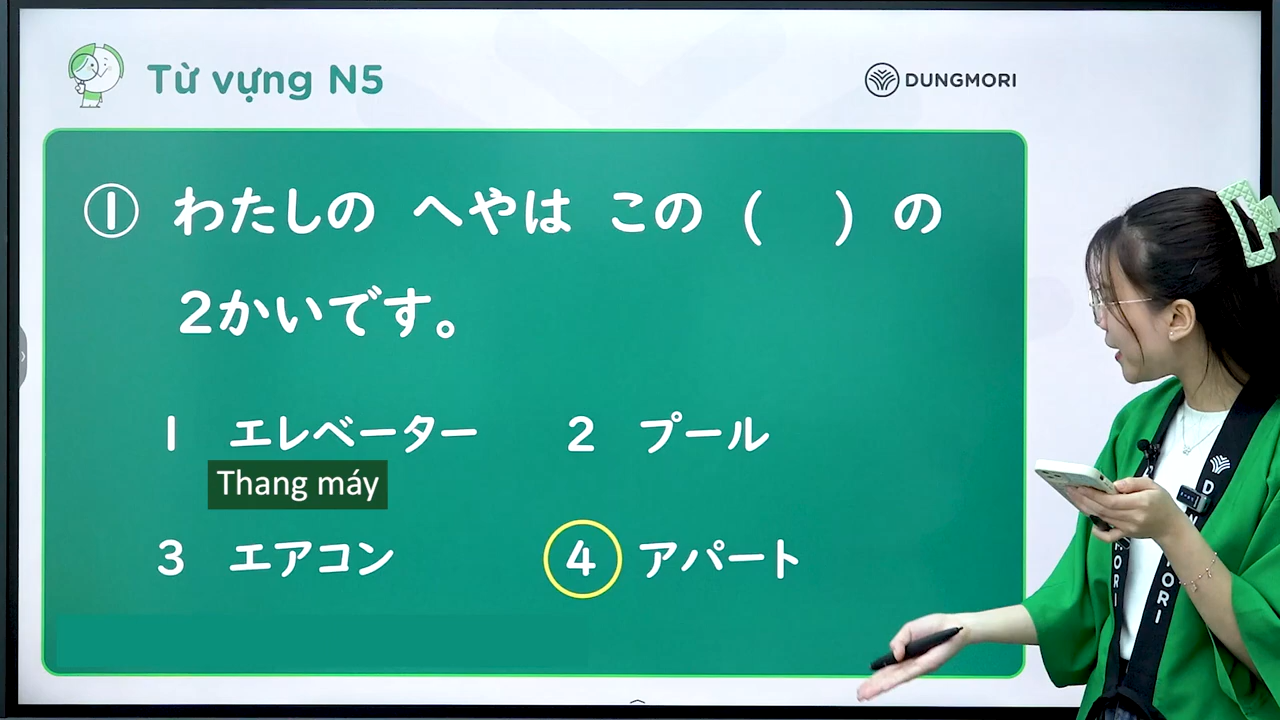 Từ vựng N5
DUNGMORI
① わたしの へやは この ( ) の
2かいです。
1 エレベーター 2 プール
Thang máy
3 エアコン 4 アパート